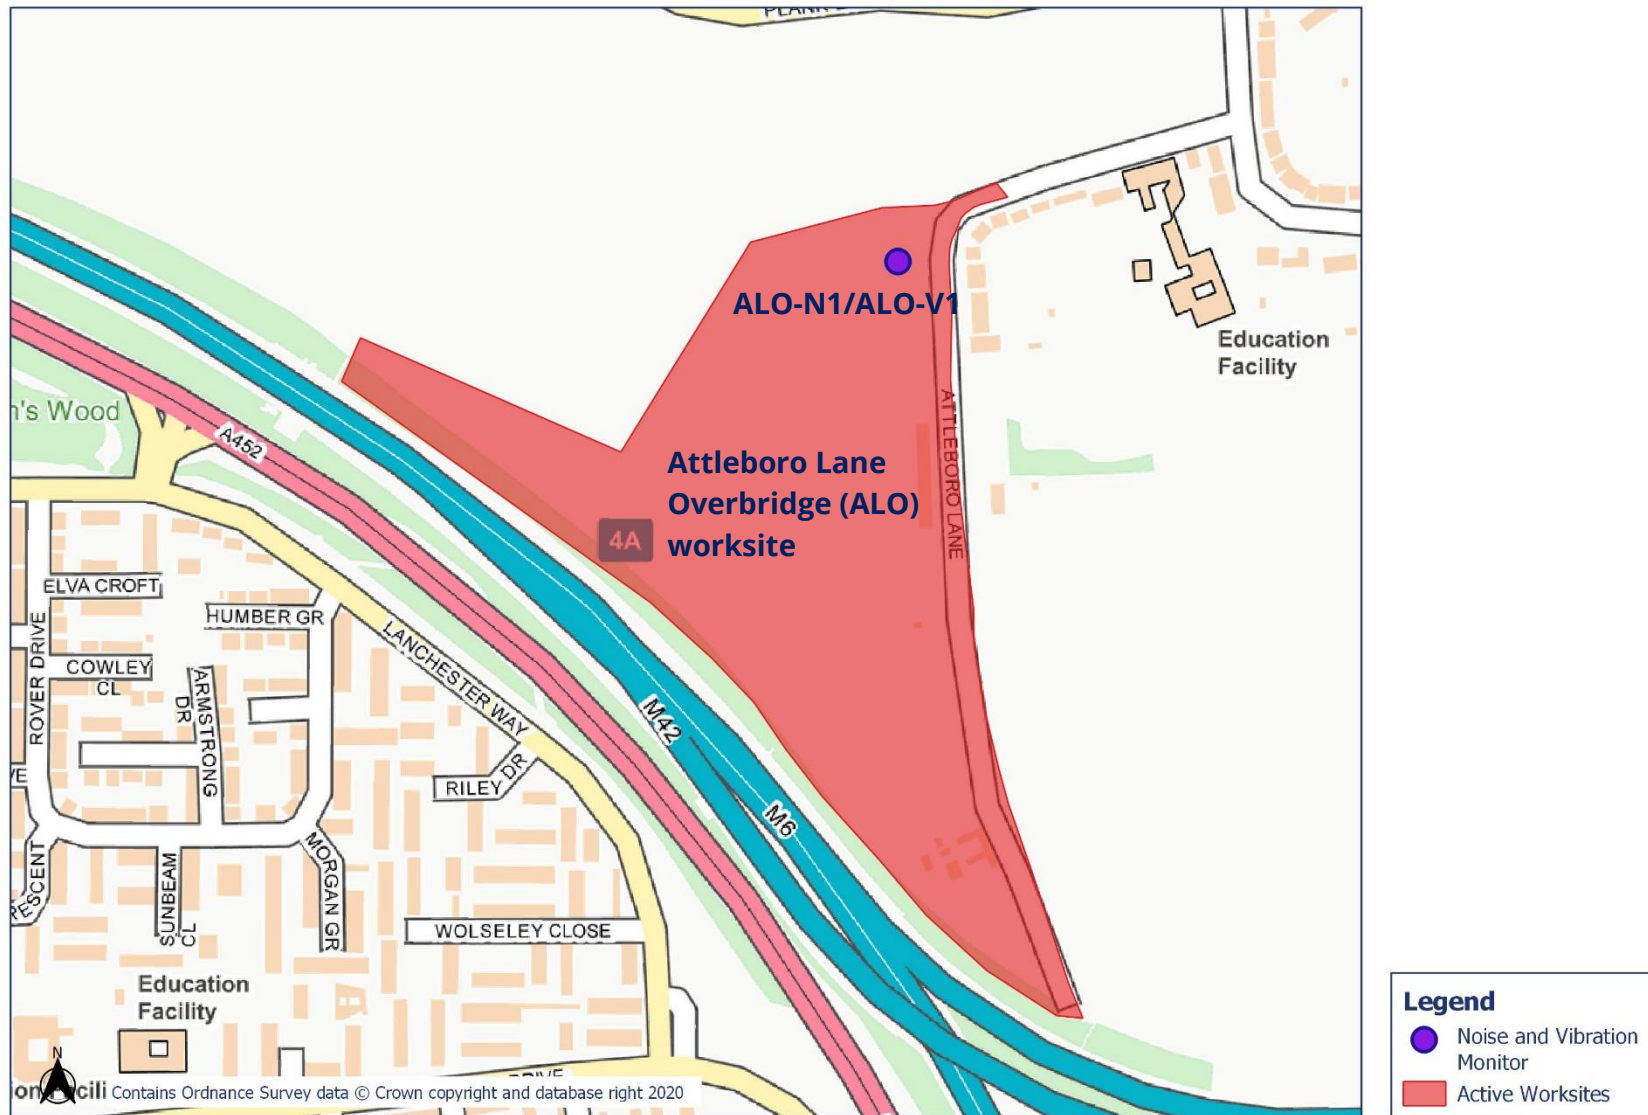 ALO-N1/ALO-V1
Education
Facility
n's Wood
A452
ATTLEBORO LANE
Attleboro Lane
Overbridge (ALO)
worksite
4A
ELVA CROFT
HUMBER GR
ROVER DRIVE
COWLEY
CL
ARMSTRONG
DR
LANCHESTER WAY
M42
RILEY DR
M6
MORGAN GR
SUNBEAM
CL
WOLSELEY CLOSE
Education
Facility
N
Contains Ordnance Survey data © Crown copyright and database right 2020
Legend
Noise and Vibration
Monitor
Active Worksites